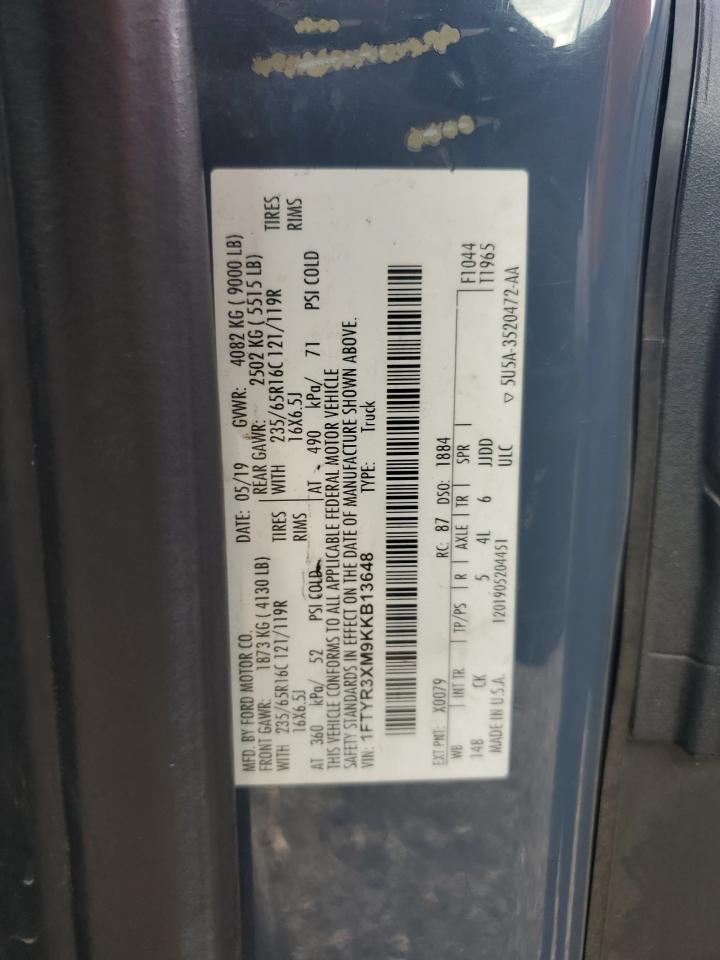 MFD. BY FORD MOTOR CO.
DATE: 05/19 GVWR: 4082 KG ( 9000 LB)
FRONT GAWR: 1873 KG ( 4130 LB) REAR GAWR: 2502 KG ( 5515 LB)
WITH 235/65R16C 121/119R TIRES WITH 235/65R16C 121/119R TIRES
16X6.5J RIMS 16X6.5J RIMS
AT 360 kPa/ 52 PSI COLD AT 490 kPa/ 71 PSI COLD
THIS VEHICLE CONFORMS TO ALL APPLICABLE FEDERAL MOTOR VEHICLE
SAFETY STANDARDS IN EFFECT ON THE DATE OF MANUFACTURE SHOWN ABOVE.
VIN: 1FTYR3XM9KKB13648 TYPE: Truck
EXT PNT: X0079 RC: 87 DSO: 1884 F1044
WB INT TR TP/PS R AXLE TR SPR T1965
148 CK 5 4L 6 JJDD
MADE IN U.S.A. 1201905204451 ULC ▽ 5U5A-3520472-AA